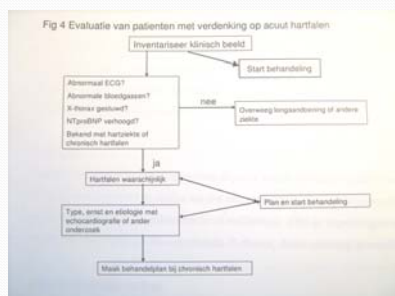 Fig 4 Evaluatie van patienten met verdenking op acuut hartfalen
Inventariseer klinisch beeld
Start behandeling
Abnormaal ECG?
Abnormale bloedgassen?
X-thorax gestuwd?
NTproBNP verhoogd?
Bekend met hartziekte of
chronisch hartfalen
nee
Overweeg longaandoening of andere
ziekte
ja
Hartfalen waarschijnlijk
Plan en start behandeling
Type, ernst en etiologie met
echocardiografie of ander
onderzoek
Maak behandelplan bij chronisch hartfalen